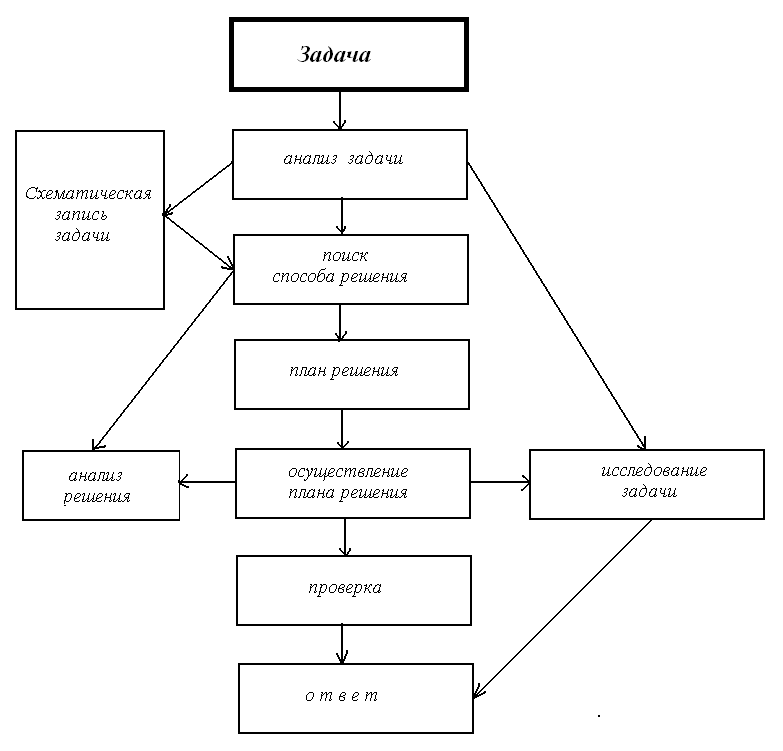 Задача
анализ задачи
Схематическая
запись
задачи
поиск
способа решения
план решения
анализ
решения
осуществление
плана решения
исследование
задачи
проверка
о т в е т